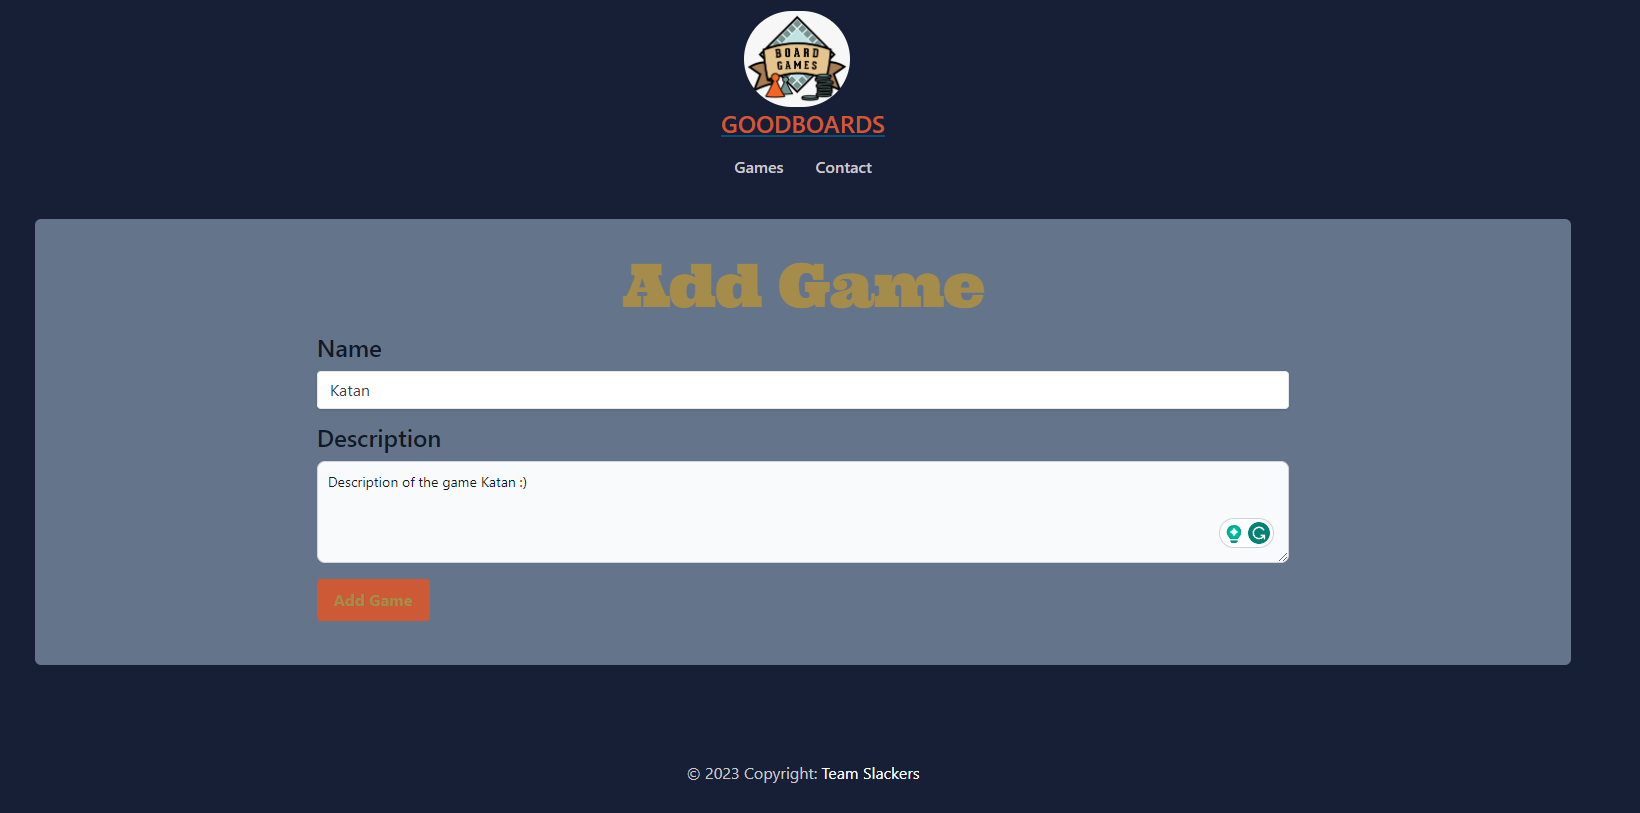 BOARD
GAMES
GOODBOARDS
Games Contact
Add Game
Name
Katan
Description
Description of the game Katan :)
Add Game
© 2023 Copyright: Team Slackers